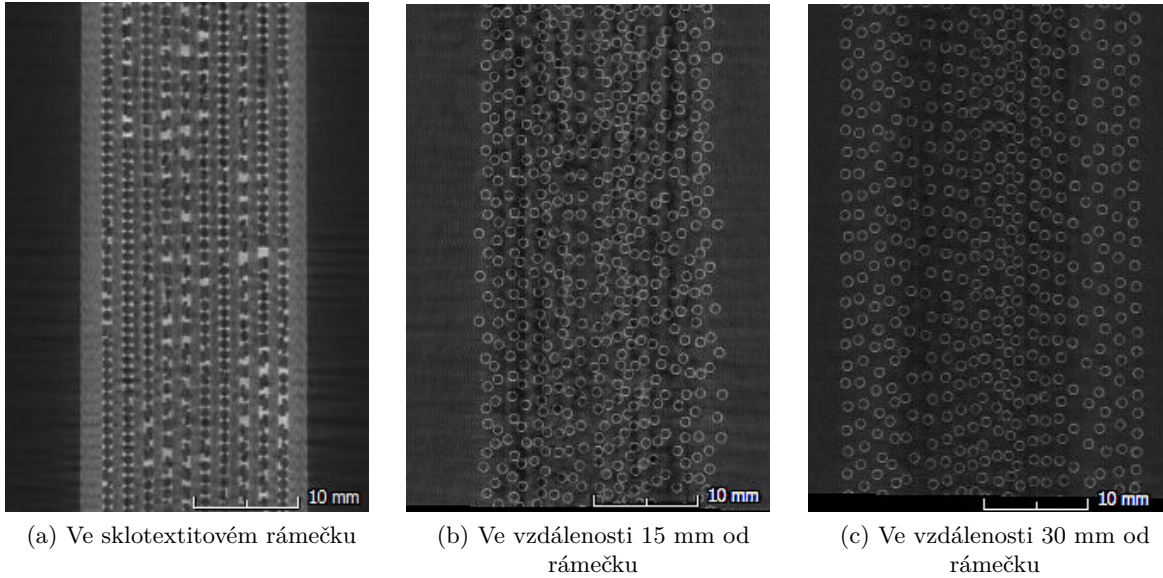 10 mm
10 mm
10 mm
(a) Ve sklotextitovém rámečku
(b) Ve vzdálenosti 15 mm od
rámečku
(c) Ve vzdálenosti 30 mm od
rámečku